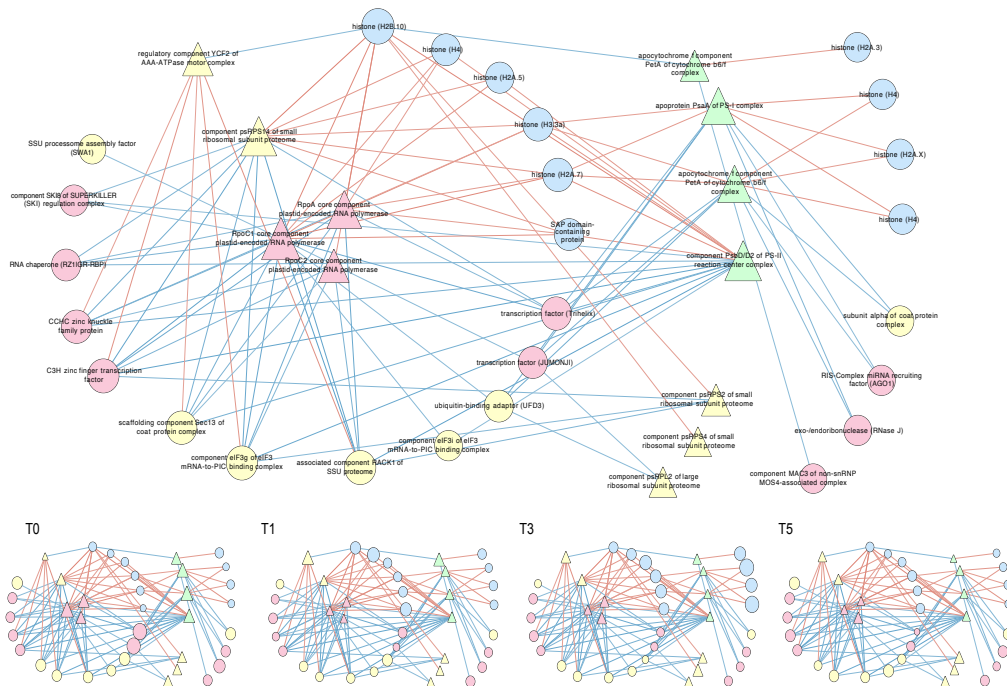 histone (H2B.10)
regulatory component YCF2 of
AAA-ATPase motor complex
histone (H4)
apocytochrome f component
PetA of cytochrome b6/f
complex
histone (H2A.3)
histone (H2A.5)
histone (H4)
apoprotein PsaA of PS-I complex
component psRPS14 of small
ribosomal subunit proteome
histone (H3.3a)
SSU processome assembly factor
(SWA1)
histone (H2A.X)
histone (H2A.7)
apocytochrome f component
PetA of cytochrome b6/f
complex
component SKI8 of SUPERKILLER
(SKI) regulation complex
RpoA core component
plastid-encoded RNA polymerase
histone (H4)
SAP domain-
containing
protein
RpoC1 core component
plastid-encoded RNA polymerase
RNA chaperone (RZ1/GR-RBP)
RpoC2 core component
plastid-encoded RNA polymerase
component PsbD/D2 of PS-II
reaction center complex
CCHC zinc knuckle
family protein
transcription factor (Trihelix)
subunit alpha of coat protein
complex
C3H zinc finger transcription
factor
transcription factor (JUMONJI)
RIS-Complex miRNA recruiting
factor (AGO1)
component psRPS2 of small
ribosomal subunit proteome
ubiquitin-binding adaptor (UFD3)
scaffolding component Sec13 of
coat protein complex
exo-/endoribonuclease (RNase J)
component eIF3i of eIF3
mRNA-to-PIC binding complex
component psRPS4 of small
ribosomal subunit proteome
component eIF3g of eIF3
mRNA-to-PIC binding complex
associated component RACK1 of
SSU proteome
component psRPL2 of large
ribosomal subunit proteome
component MAC3 of non-snRNP
MOS4-associated complex
T0
T1
T3
T5